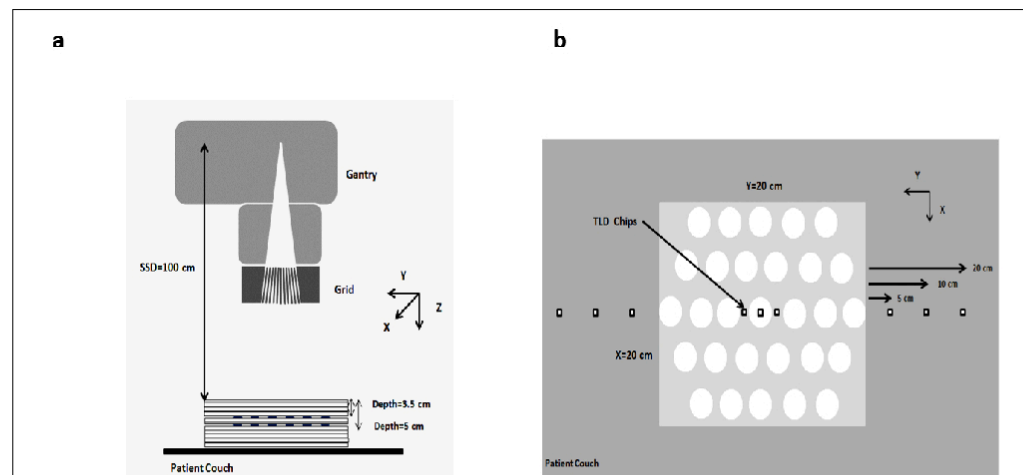 a
b
Gantry
SSD=100 cm
Grid
Y
X
Z
Depth=3.5 cm
Depth=5 cm
Patient Couch
Y=20 cm
Y
X
TLD Chips
20 cm
10 cm
5 cm
X=20 cm
Patient Couch